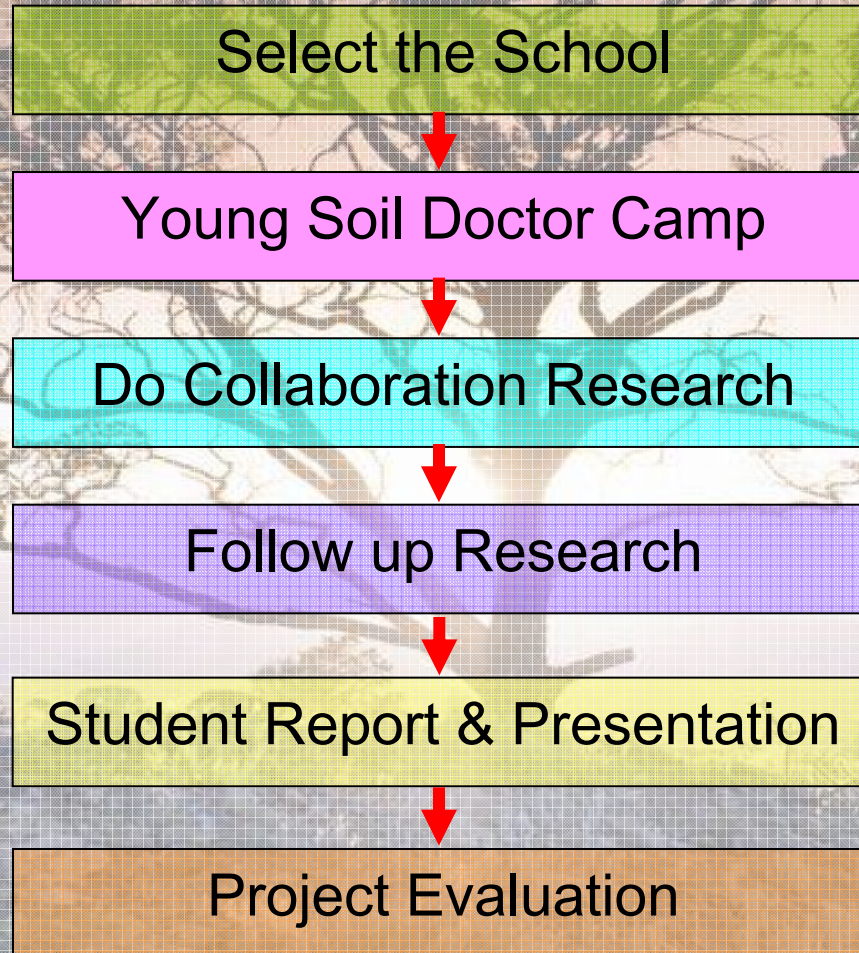 Select the School
Young Soil Doctor Camp
Do Collaboration Research
Follow up Research
Student Report & Presentation
Project Evaluation